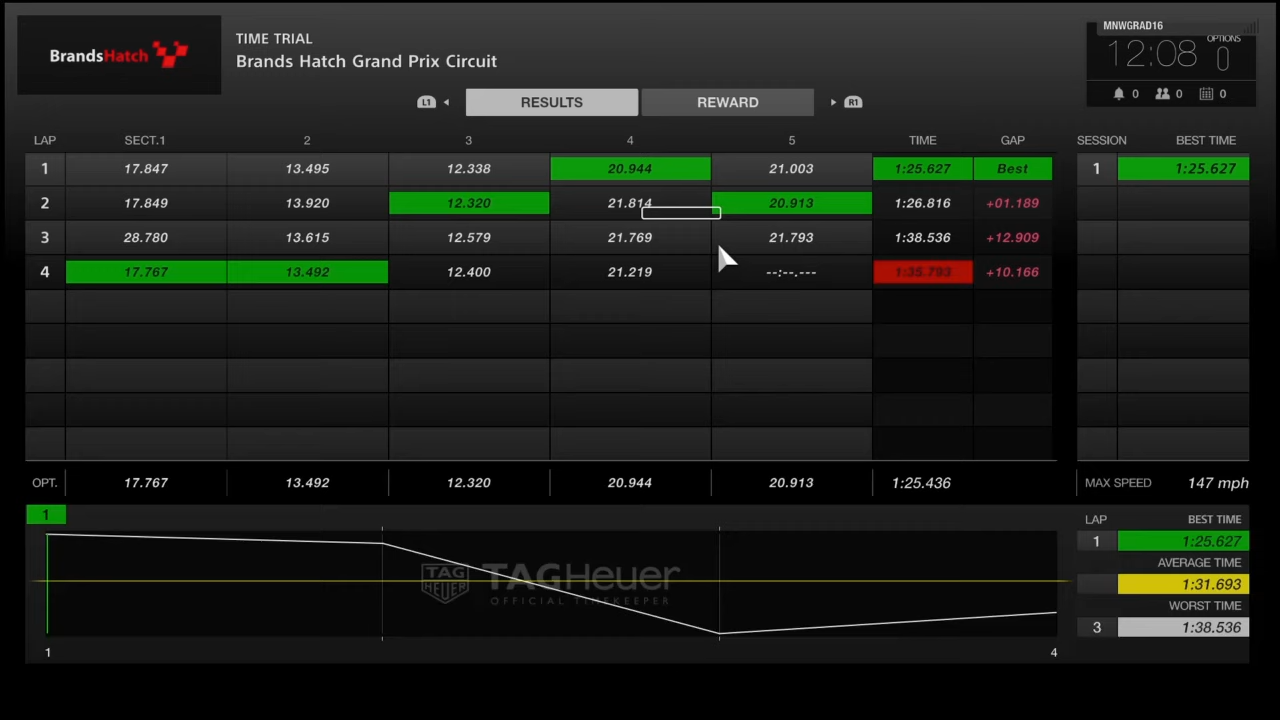 BrandsHatch
TIME TRIAL
Brands Hatch Grand Prix Circuit
MNWGRAD16
12:08
OPTIONS
0 0 0
L1 RESULTS REWARD R1
LAP SECT.1 2 3 4 5 TIME GAP
1 17.847 13.495 12.338 20.944 21.003 1:25.627 Best
2 17.849 13.920 12.320 21.814 20.913 1:26.816 +01.189
3 28.780 13.615 12.579 21.769 21.793 1:38.536 +12.909
4 17.767 13.492 12.400 21.219 --:--.--- 1:35.793 +10.166
OPT. 17.767 13.492 12.320 20.944 20.913 1:25.436
SESSION BEST TIME
1 1:25.627
MAX SPEED 147 mph
1
TAG HEUER
TAGHeuer
OFFICIAL TIMEKEEPER
1 4
LAP BEST TIME
1 1:25.627
AVERAGE TIME
1:31.693
WORST TIME
3 1:38.536